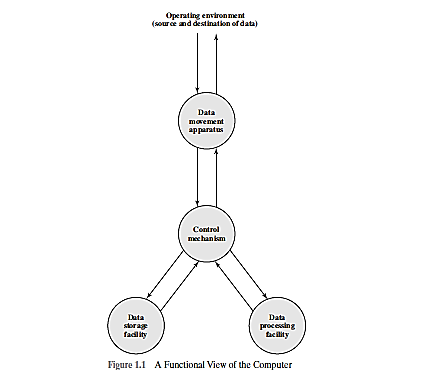 Operating environment
(source and destination of data)
Data
movement
apparatus
Control
mechanism
Data
storage
facility
Data
processing
facility
Figure 1.1 A Functional View of the Computer